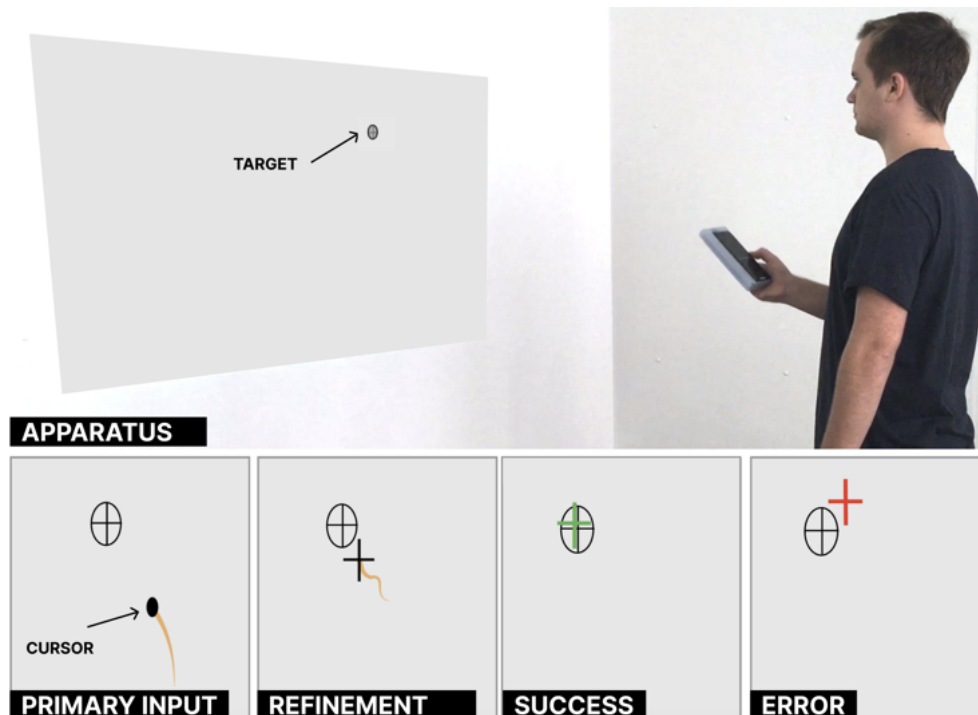 TARGET
APPARATUS
CURSOR
PRIMARY INPUT
REFINEMENT
SUCCESS
ERROR